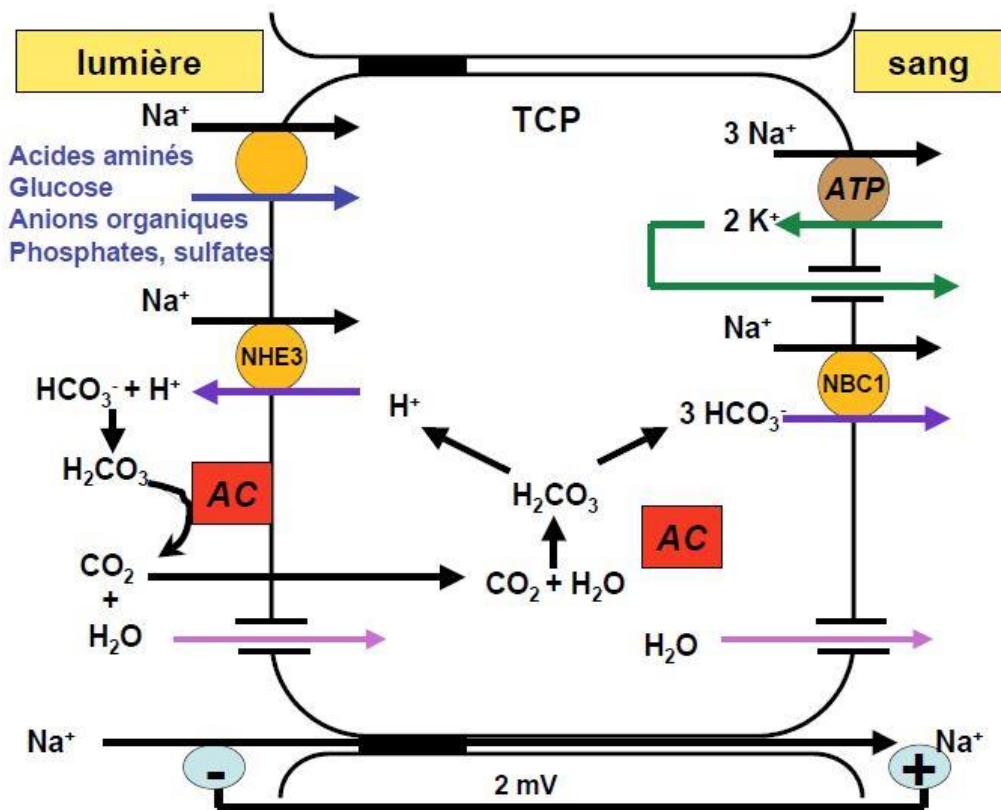 lumière
sang
TCP
Na⁺
Acides aminés
Glucose
Anions organiques
Phosphates, sulfates
3 Na⁺
ATP
2 K⁺
Na⁺
NHE3
HCO₃⁻ + H⁺
H⁺
Na⁺
NBC1
3 HCO₃⁻
H₂CO₃
AC
H₂CO₃
AC
CO₂
+
H₂O
CO₂ + H₂O
H₂O
Na⁺
Na⁺
-
+
2 mV